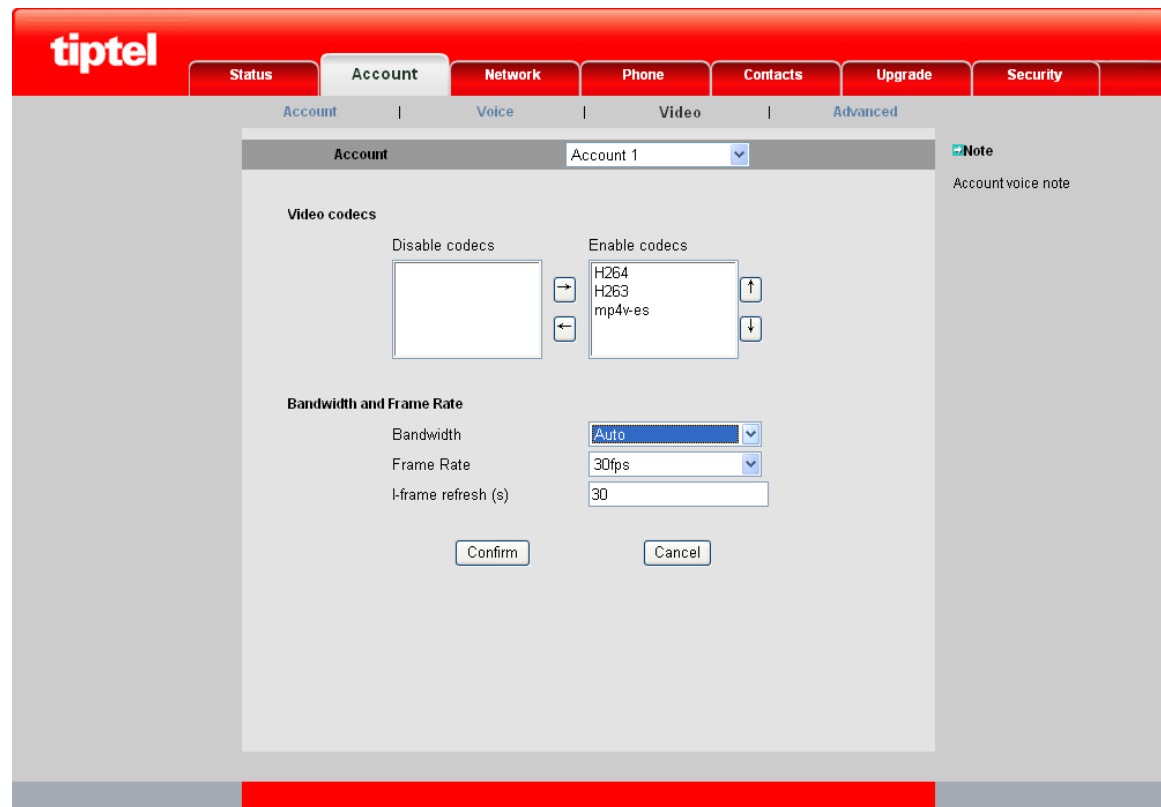 tiptel
Status Account Network Phone Contacts Upgrade Security
Account | Voice | Video | Advanced
Account Account 1
Note
Account voice note
Video codecs
Disable codecs Enable codecs
H264
H263
mp4v-es
Bandwidth and Frame Rate
Bandwidth Auto
Frame Rate 30fps
I-frame refresh (s) 30
Confirm Cancel